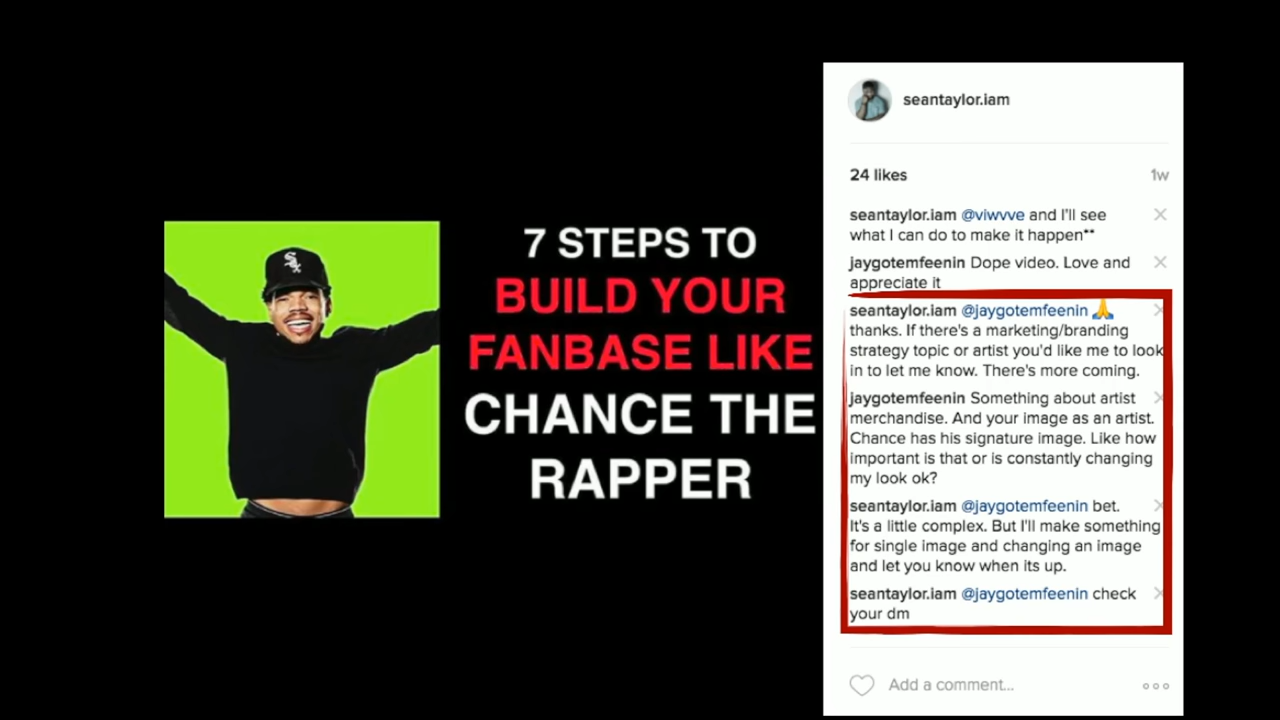 7 STEPS TO
BUILD YOUR
FANBASE LIKE
CHANCE THE
RAPPER
seantaylor.iam
24 likes 1w
seantaylor.iam @viwvve and I'll see
what I can do to make it happen**
jaygotemfeenin Dope video. Love and
appreciate it
seantaylor.iam @jaygotemfeenin 🙏
thanks. If there's a marketing/branding
strategy topic or artist you'd like me to look
in to let me know. There's more coming.
jaygotemfeenin Something about artist
merchandise. And your image as an artist.
Chance has his signature image. Like how
important is that or is constantly changing
my look ok?
seantaylor.iam @jaygotemfeenin bet.
It's a little complex. But I'll make something
for single image and changing an image
and let you know when its up.
seantaylor.iam @jaygotemfeenin check
your dm
Add a comment...